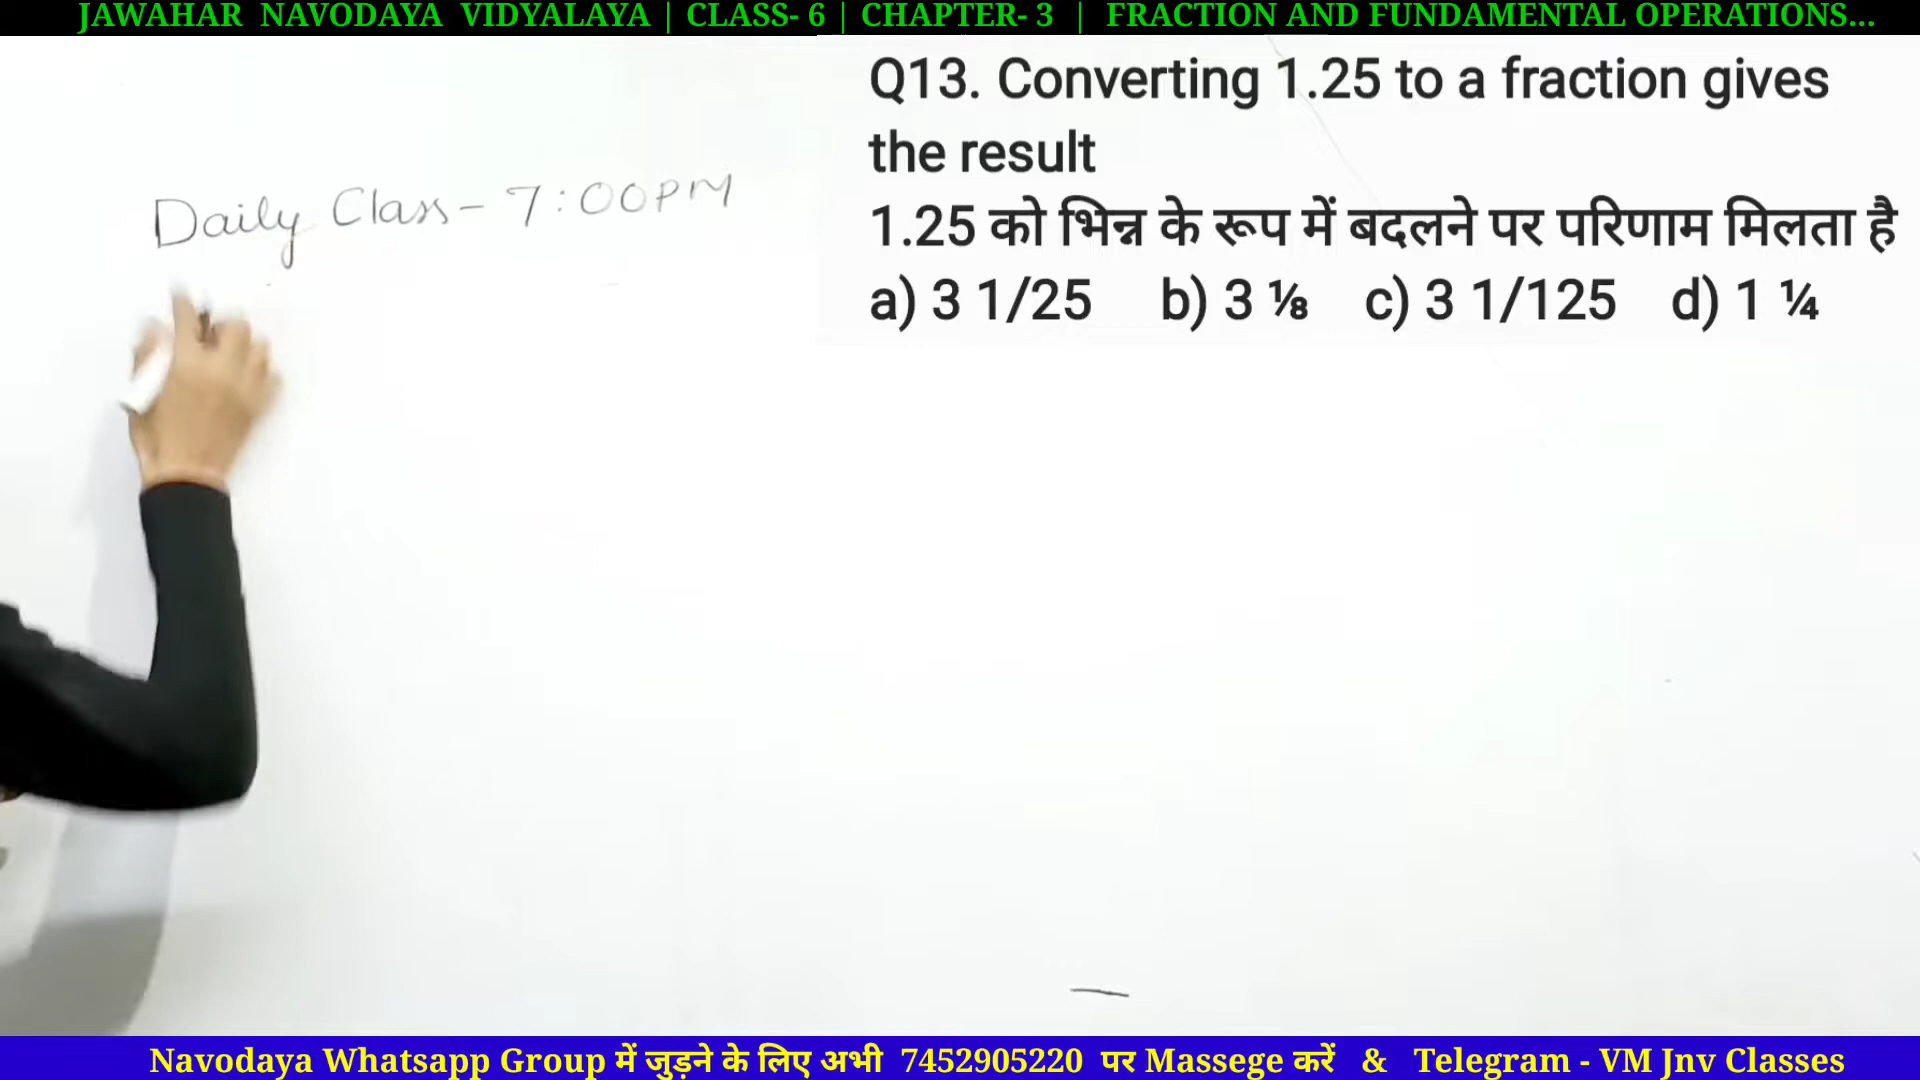 JAWAHAR NAVODAYA VIDYALAYA | CLASS- 6 | CHAPTER- 3 | FRACTION AND FUNDAMENTAL OPERATIONS...
Daily Class - 7:00PM
Q13. Converting 1.25 to a fraction gives
the result
1.25 को भिन्न के रूप में बदलने पर परिणाम मिलता है
a) 3 1/25 b) 3 ⅛ c) 3 1/125 d) 1 ¼
Navodaya Whatsapp Group में जुड़ने के लिए अभी 7452905220 पर Massege करें & Telegram - VM Jnv Classes